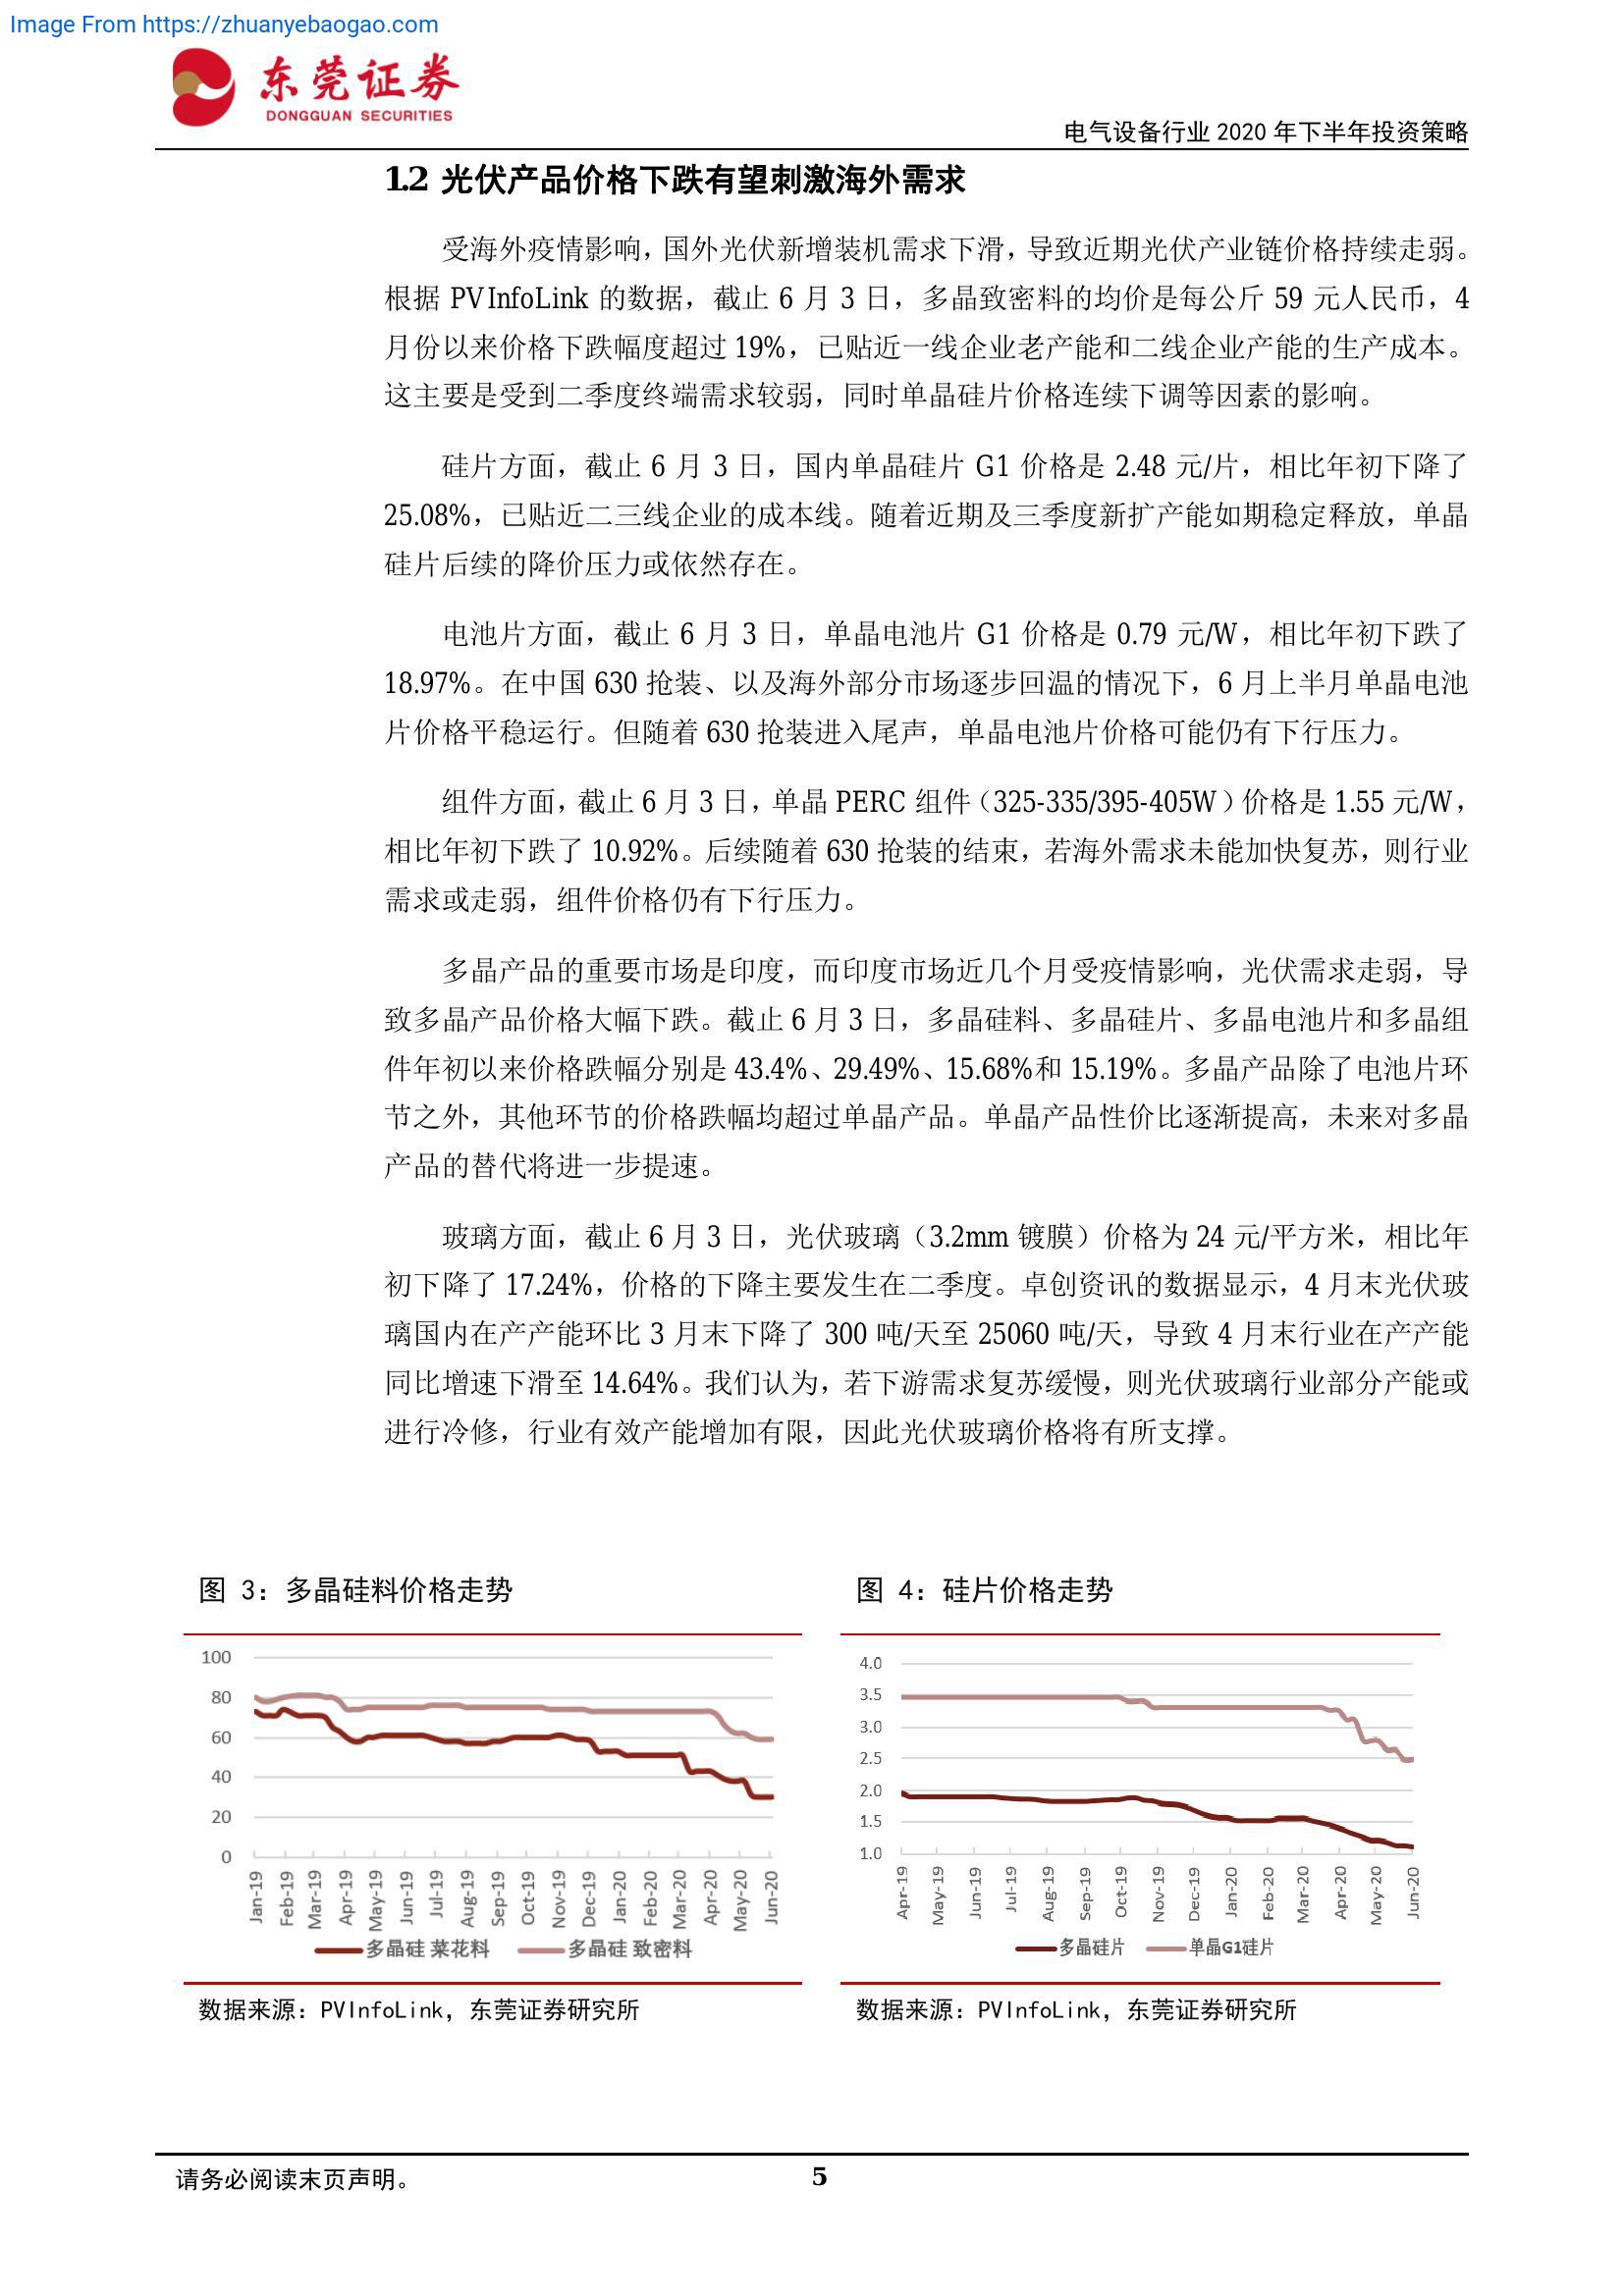 Image From https://zhuanyebaogao.com
东莞证券
DONGGUAN SECURITIES
电气设备行业 2020 年下半年投资策略
1.2 光伏产品价格下跌有望刺激海外需求
受海外疫情影响，国外光伏新增装机需求下滑，导致近期光伏产业链价格持续走弱。
根据 PVInfoLink 的数据，截止 6 月 3 日，多晶致密料的均价是每公斤 59 元人民币，4
月份以来价格下跌幅度超过 19%，已贴近一线企业老产能和二线企业产能的生产成本。
这主要是受到二季度终端需求较弱，同时单晶硅片价格连续下调等因素的影响。
硅片方面，截止 6 月 3 日，国内单晶硅片 G1 价格是 2.48 元/片，相比年初下降了
25.08%，已贴近二三线企业的成本线。随着近期及三季度新扩产能如期稳定释放，单晶
硅片后续的降价压力或依然存在。
电池片方面，截止 6 月 3 日，单晶电池片 G1 价格是 0.79 元/W，相比年初下跌了
18.97%。在中国 630 抢装、以及海外部分市场逐步回温的情况下，6 月上半月单晶电池
片价格平稳运行。但随着 630 抢装进入尾声，单晶电池片价格可能仍有下行压力。
组件方面，截止 6 月 3 日，单晶 PERC 组件（325-335/395-405W）价格是 1.55 元/W，
相比年初下跌了 10.92%。后续随着 630 抢装的结束，若海外需求未能加快复苏，则行业
需求或走弱，组件价格仍有下行压力。
多晶产品的重要市场是印度，而印度市场近几个月受疫情影响，光伏需求走弱，导
致多晶产品价格大幅下跌。截止 6 月 3 日，多晶硅料、多晶硅片、多晶电池片和多晶组
件年初以来价格跌幅分别是 43.4%、29.49%、15.68%和 15.19%。多晶产品除了电池片环
节之外，其他环节的价格跌幅均超过单晶产品。单晶产品性价比逐渐提高，未来对多晶
产品的替代将进一步提速。
玻璃方面，截止 6 月 3 日，光伏玻璃（3.2mm 镀膜）价格为 24 元/平方米，相比年
初下降了 17.24%，价格的下降主要发生在二季度。卓创资讯的数据显示，4 月末光伏玻
璃国内在产产能环比 3 月末下降了 300 吨/天至 25060 吨/天，导致 4 月末行业在产产能
同比增速下滑至 14.64%。我们认为，若下游需求复苏缓慢，则光伏玻璃行业部分产能或
进行冷修，行业有效产能增加有限，因此光伏玻璃价格将有所支撑。
图 3：多晶硅料价格走势
100
80
60
40
20
0
Jan-19 Feb-19 Mar-19 Apr-19 May-19 Jun-19 Jul-19 Aug-19 Sep-19 Oct-19 Nov-19 Dec-19 Jan-20 Feb-20 Mar-20 Apr-20 May-20 Jun-20
多晶硅 菜花料 多晶硅 致密料
数据来源：PVInfoLink，东莞证券研究所
图 4：硅片价格走势
4.0
3.5
3.0
2.5
2.0
1.5
1.0
Apr-19 May-19 Jun-19 Jul-19 Aug-19 Sep-19 Oct-19 Nov-19 Dec-19 Jan-20 Feb-20 Mar-20 Apr-20 May-20 Jun-20
多晶硅片 单晶G1硅片
数据来源：PVInfoLink，东莞证券研究所
请务必阅读末页声明。
5